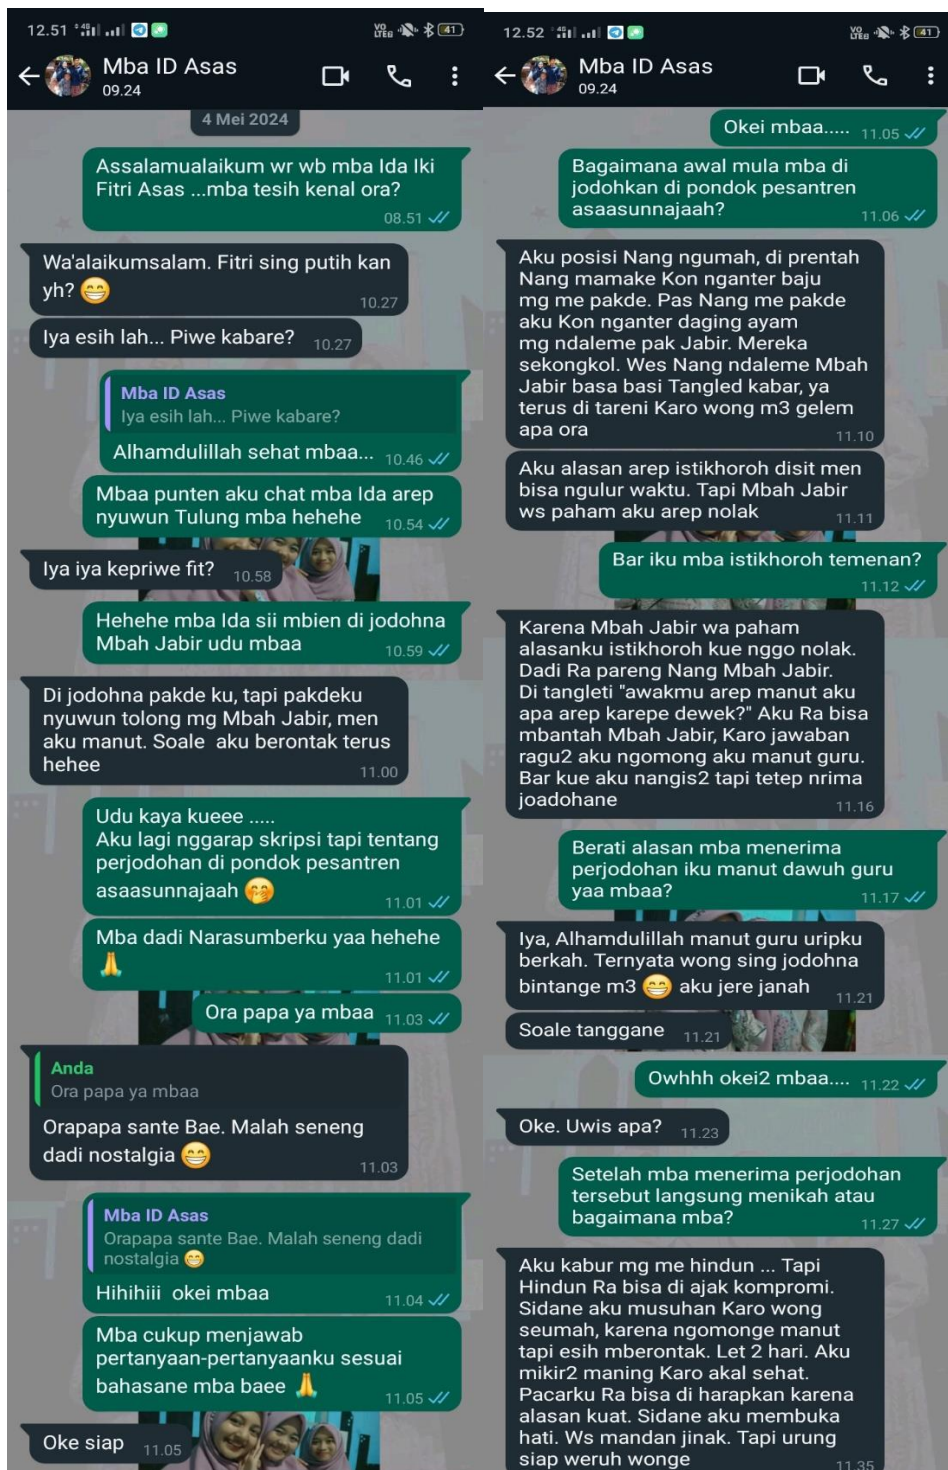 12.51
VO LTE
41
Mba ID Asas
09.24
4 Mei 2024
Assalamualaikum wr wb mba Ida Iki
Fitri Asas ...mba tesih kenal ora?
08.51
Wa'alaikumsalam. Fitri sing putih kan
yh? 😁
10.27
Iya esih lah... Piwe kabare?
10.27
Mba ID Asas
Iya esih lah... Piwe kabare?
Alhamdulillah sehat mbaa...
10.46
Mbaa punten aku chat mba Ida arep
nyuwun Tulung mba hehehe
10.54
Iya iya kepriwe fit?
10.58
Hehehe mba Ida sii mbien di jodohna
Mbah Jabir udu mbaa
10.59
Di jodohna pakde ku, tapi pakdeku
nyuwun tolong mg Mbah Jabir, men
aku manut. Soale aku berontak terus
hehee
11.00
Udu kaya kueee .....
Aku lagi nggarap skripsi tapi tentang
perjodohan di pondok pesantren
asaasunnajaah 🤭
11.01
Mba dadi Narasumberku yaa hehehe
🙏
11.01
Ora papa ya mbaa
11.03
Anda
Ora papa ya mbaa
Orapapa sante Bae. Malah seneng
dadi nostalgia 😁
11.03
Mba ID Asas
Orapapa sante Bae. Malah seneng dadi
nostalgia 😁
Hihihiii okei mbaa
11.04
Mba cukup menjawab
pertanyaan-pertanyaanku sesuai
bahasane mba baee 🙏
11.05
Oke siap
11.05
12.52
VO LTE
41
Mba ID Asas
09.24
Okei mbaa.....
11.05
Bagaimana awal mula mba di
jodohkan di pondok pesantren
asaasunnajaah?
11.06
Aku posisi Nang ngumah, di prentah
Nang mamake Kon nganter baju
mg me pakde. Pas Nang me pakde
aku Kon nganter daging ayam
mg ndaleme pak Jabir. Mereka
sekongkol. Wes Nang ndaleme Mbah
Jabir basa basi Tangled kabar, ya
terus di tareni Karo wong m3 gelem
apa ora
11.10
Aku alasan arep istikhoroh disit men
bisa ngulur waktu. Tapi Mbah Jabir
ws paham aku arep nolak
11.11
Bar iku mba istikhoroh temenan?
11.12
Karena Mbah Jabir wa paham
alasanku istikhoroh kue nggo nolak.
Dadi Ra pareng Nang Mbah Jabir.
Di tangleti "awakmu arep manut aku
apa arep karepe dewek?" Aku Ra bisa
mbantah Mbah Jabir, Karo jawaban
ragu2 aku ngomong aku manut guru.
Bar kue aku nangis2 tapi tetep nrima
joadohane
11.16
Berati alasan mba menerima
perjodohan iku manut dawuh guru
yaa mbaa?
11.17
Iya, Alhamdulillah manut guru uripku
berkah. Ternyata wong sing jodohna
bintange m3 😁 aku jere janah
11.21
Soale tanggane
11.21
Owhhh okei2 mbaa....
11.22
Oke. Uwis apa?
11.23
Setelah mba menerima perjodohan
tersebut langsung menikah atau
bagaimana mba?
11.27
Aku kabur mg me hindun ... Tapi
Hindun Ra bisa di ajak kompromi.
Sidane aku musuhan Karo wong
seumah, karena ngomonge manut
tapi esih mberontak. Let 2 hari. Aku
mikir2 maning Karo akal sehat.
Pacarku Ra bisa di harapkan karena
alasan kuat. Sidane aku membuka
hati. Ws mandan jinak. Tapi urung
siap weruh wonge
11.35